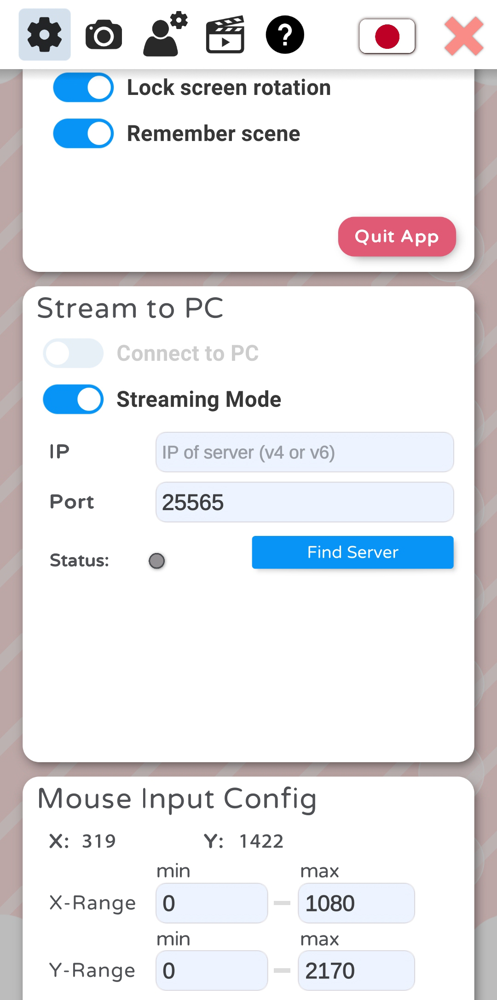 Lock screen rotation
Remember scene
Quit App
Stream to PC
Connect to PC
Streaming Mode
IP IP of server (v4 or v6)
Port 25565
Status: Find Server
Mouse Input Config
X: 319 Y: 1422
min max
X-Range 0 1080
min max
Y-Range 0 2170